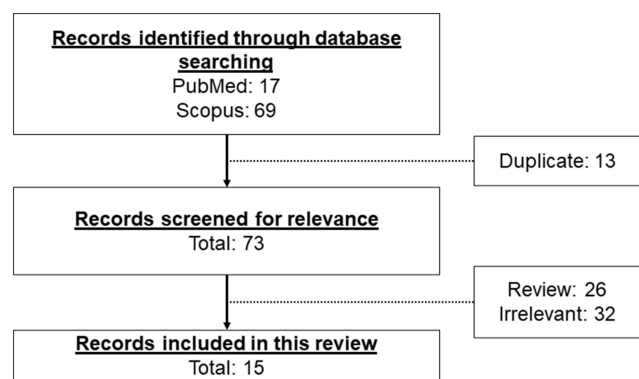 Records identified through database
searching
PubMed: 17
Scopus: 69
Duplicate: 13
Records screened for relevance
Total: 73
Review: 26
Irrelevant: 32
Records included in this review
Total: 15